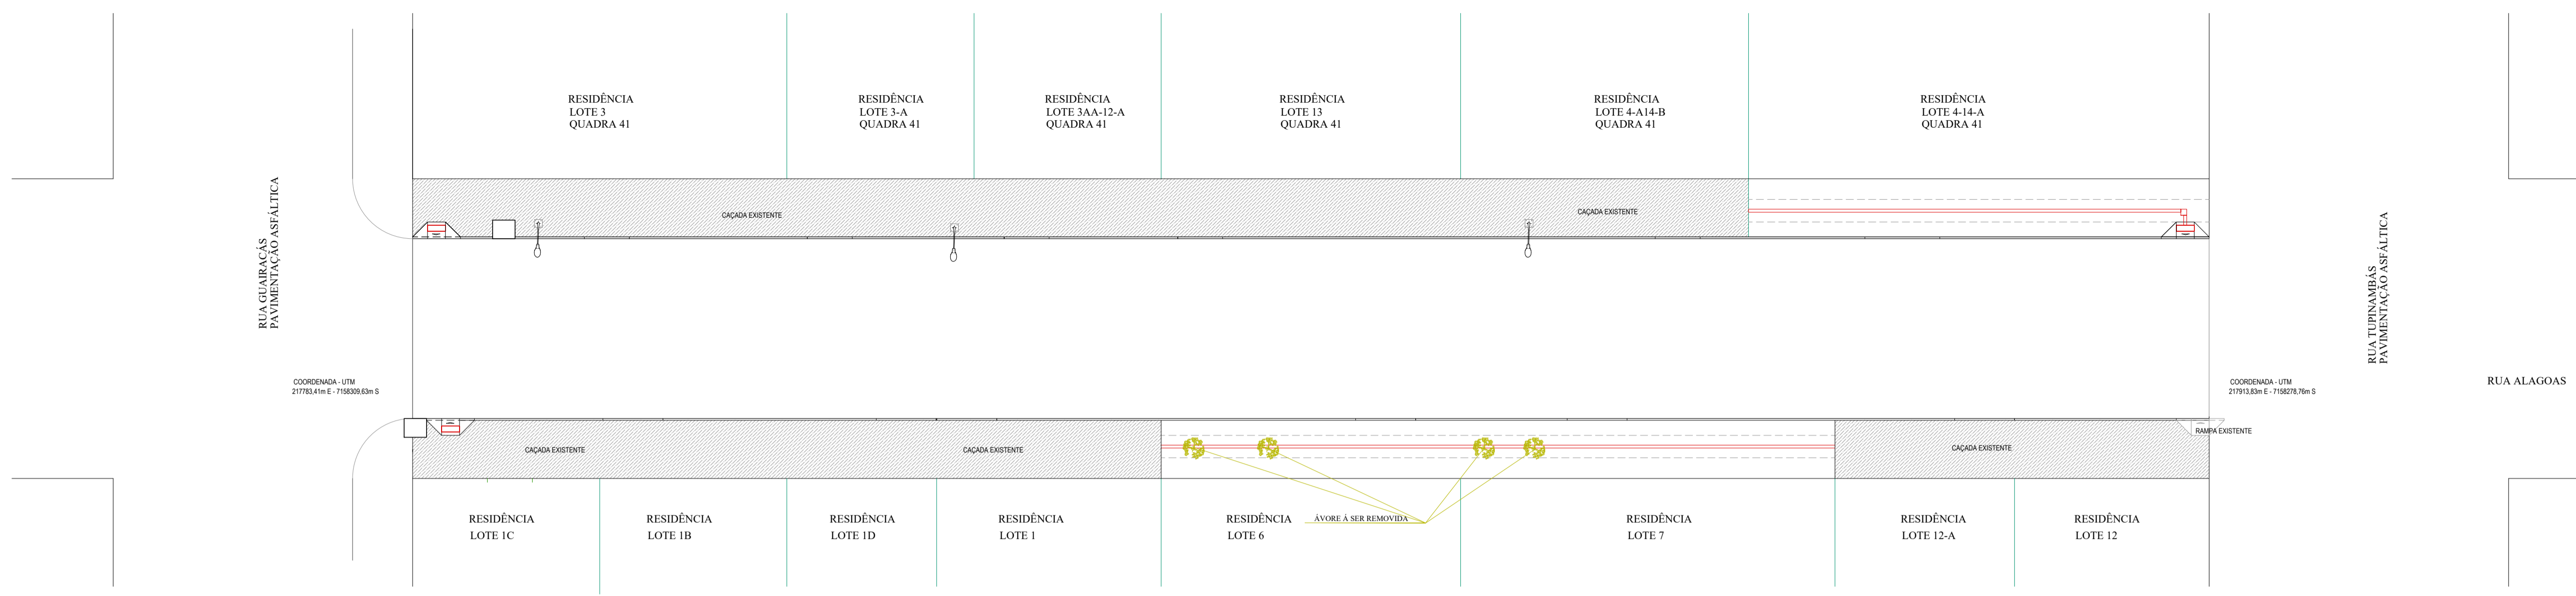 RESIDÊNCIA
LOTE 3
QUADRA 41
RESIDÊNCIA
LOTE 3-A
QUADRA 41
RESIDÊNCIA
LOTE 3AA-12-A
QUADRA 41
RESIDÊNCIA
LOTE 13
QUADRA 41
RESIDÊNCIA
LOTE 4-A14-B
QUADRA 41
RESIDÊNCIA
LOTE 4-14-A
QUADRA 41
CAÇADA EXISTENTE
CAÇADA EXISTENTE
RUA GUAIRACÁS
PAVIMENTAÇÃO ASFÁLTICA
RUA TUPINAMBÁS
PAVIMENTAÇÃO ASFÁLTICA
COORDENADA - UTM
217783,41m E - 7158309,63m S
COORDENADA - UTM
217913,83m E - 7158278,76m S
RUA ALAGOAS
RAMPA EXISTENTE
CAÇADA EXISTENTE
CAÇADA EXISTENTE
CAÇADA EXISTENTE
RESIDÊNCIA
LOTE 1C
RESIDÊNCIA
LOTE 1B
RESIDÊNCIA
LOTE 1D
RESIDÊNCIA
LOTE 1
RESIDÊNCIA
LOTE 6
ÁVORE À SER REMOVIDA
RESIDÊNCIA
LOTE 7
RESIDÊNCIA
LOTE 12-A
RESIDÊNCIA
LOTE 12